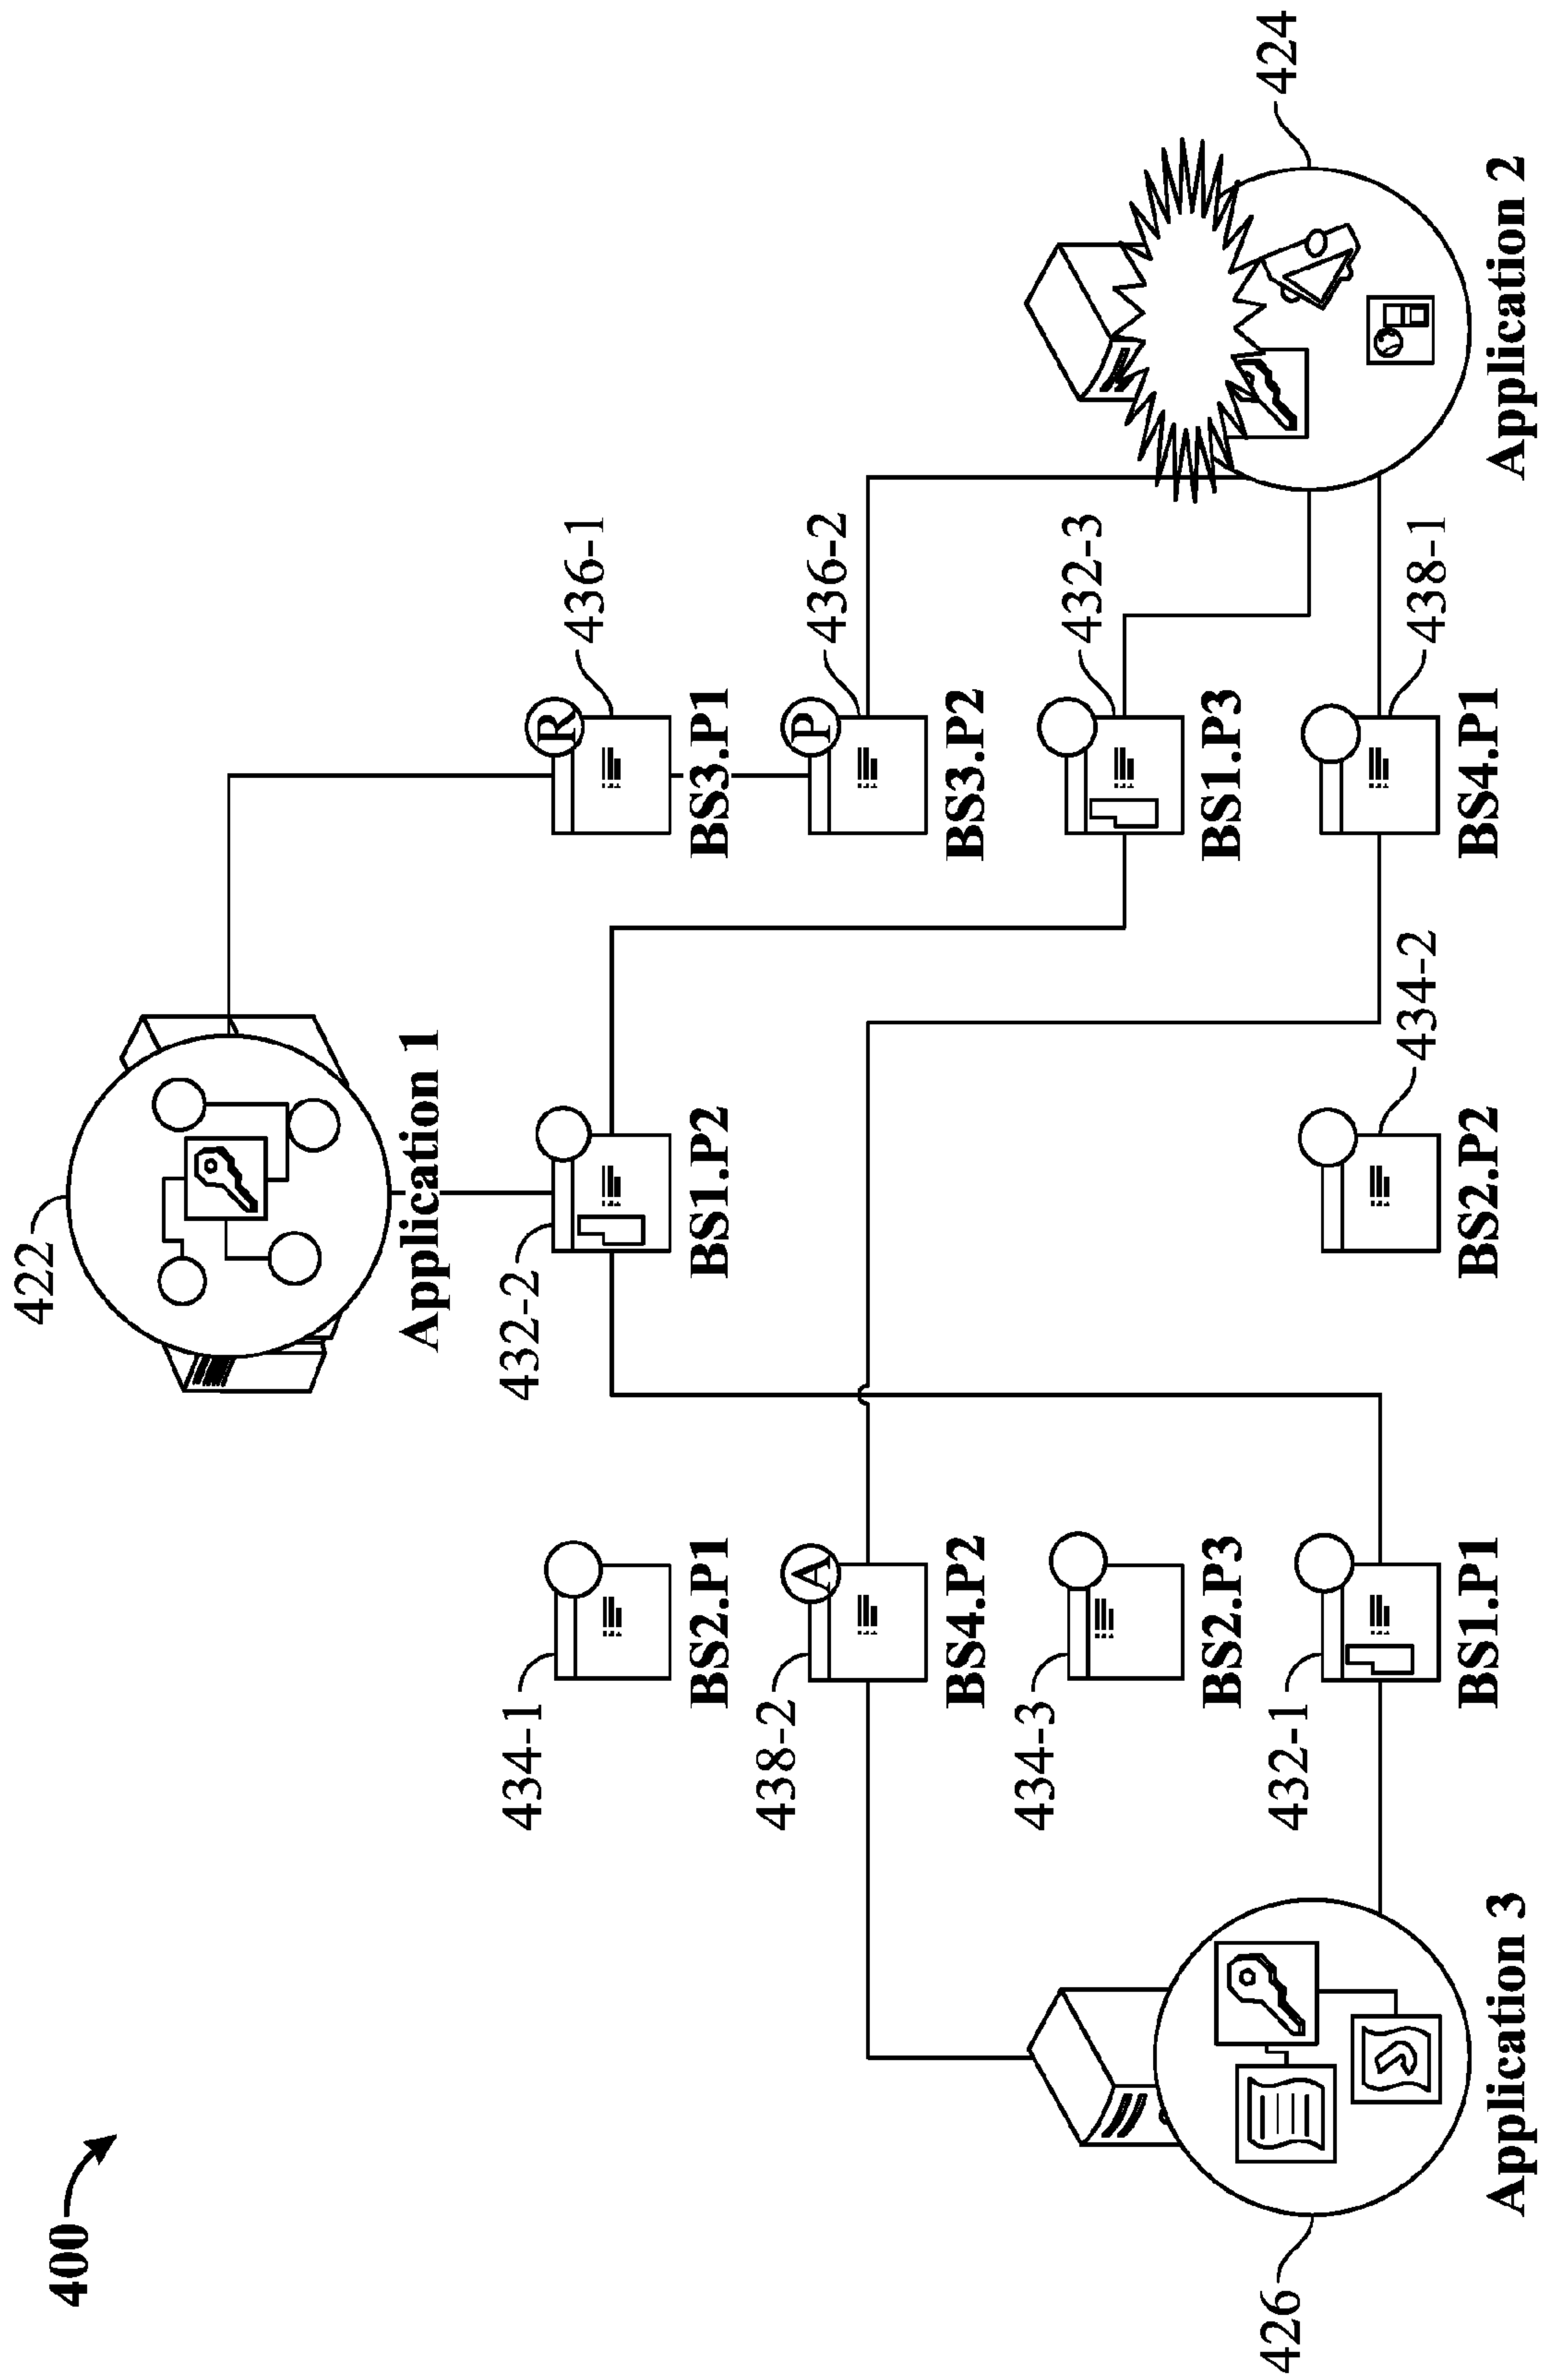 400
422
Application 1
434-1
BS2.P1
432-2
BS1.P2
R
436-1
BS3.P1
438-2
A
BS4.P2
P
436-2
BS3.P2
434-3
BS2.P3
432-3
BS1.P3
432-1
BS1.P1
434-2
BS2.P2
438-1
BS4.P1
426
Application 3
424
Application 2